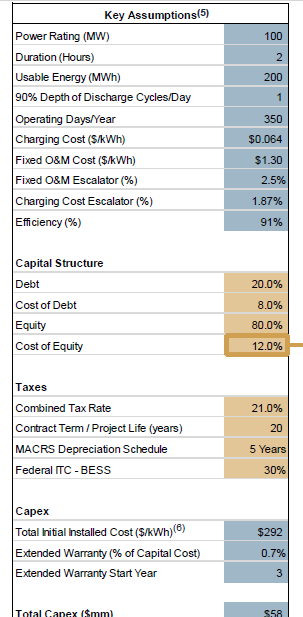 Key Assumptions(5)
Power Rating (MW) 100
Duration (Hours) 2
Usable Energy (MWh) 200
90% Depth of Discharge Cycles/Day 1
Operating Days/Year 350
Charging Cost ($/kWh) $0.064
Fixed O&M Cost ($/kWh) $1.30
Fixed O&M Escalator (%) 2.5%
Charging Cost Escalator (%) 1.87%
Efficiency (%) 91%
Capital Structure
Debt 20.0%
Cost of Debt 8.0%
Equity 80.0%
Cost of Equity 12.0%
Taxes
Combined Tax Rate 21.0%
Contract Term / Project Life (years) 20
MACRS Depreciation Schedule 5 Years
Federal ITC - BESS 30%
Capex
Total Initial Installed Cost ($/kWh)(6) $292
Extended Warranty (% of Capital Cost) 0.7%
Extended Warranty Start Year 3
Total Capex ($mm) $58